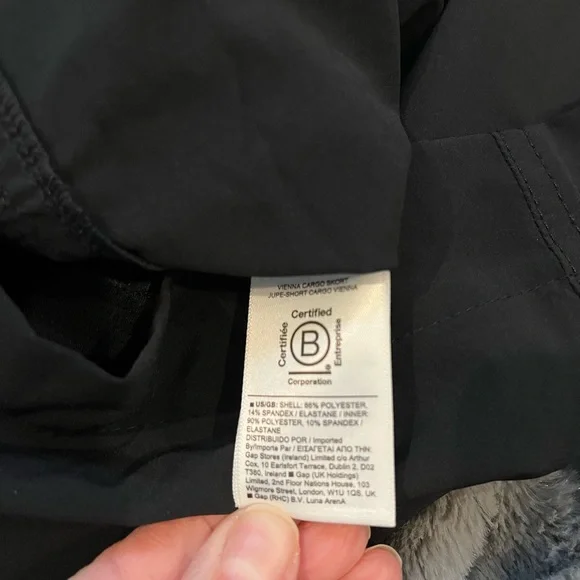 VIENNA CARGO SKORT
JUPE-SHORT CARGO VIENNA
Certified
Certifiée
B
Entreprise
Corporation
■ US/GB: SHELL: 86% POLYESTER,
14% SPANDEX / ELASTANE / INNER:
90% POLYESTER, 10% SPANDEX /
ELASTANE
DISTRIBUIDO POR / Imported
By/Importe Par / ΕΙΣΑΓΕΤΑΙ ΑΠΟ ΤΗΝ:
Gap Stores (Ireland) Limited c/o Arthur
Cox, 10 Earlsfort Terrace, Dublin 2, D02
T380, Ireland ■ Gap (UK Holdings)
Limited, 2nd Floor Nations House, 103
Wigmore Street, London, W1U 1QS, UK
■ Gap (RHC) B.V. Luna ArenA